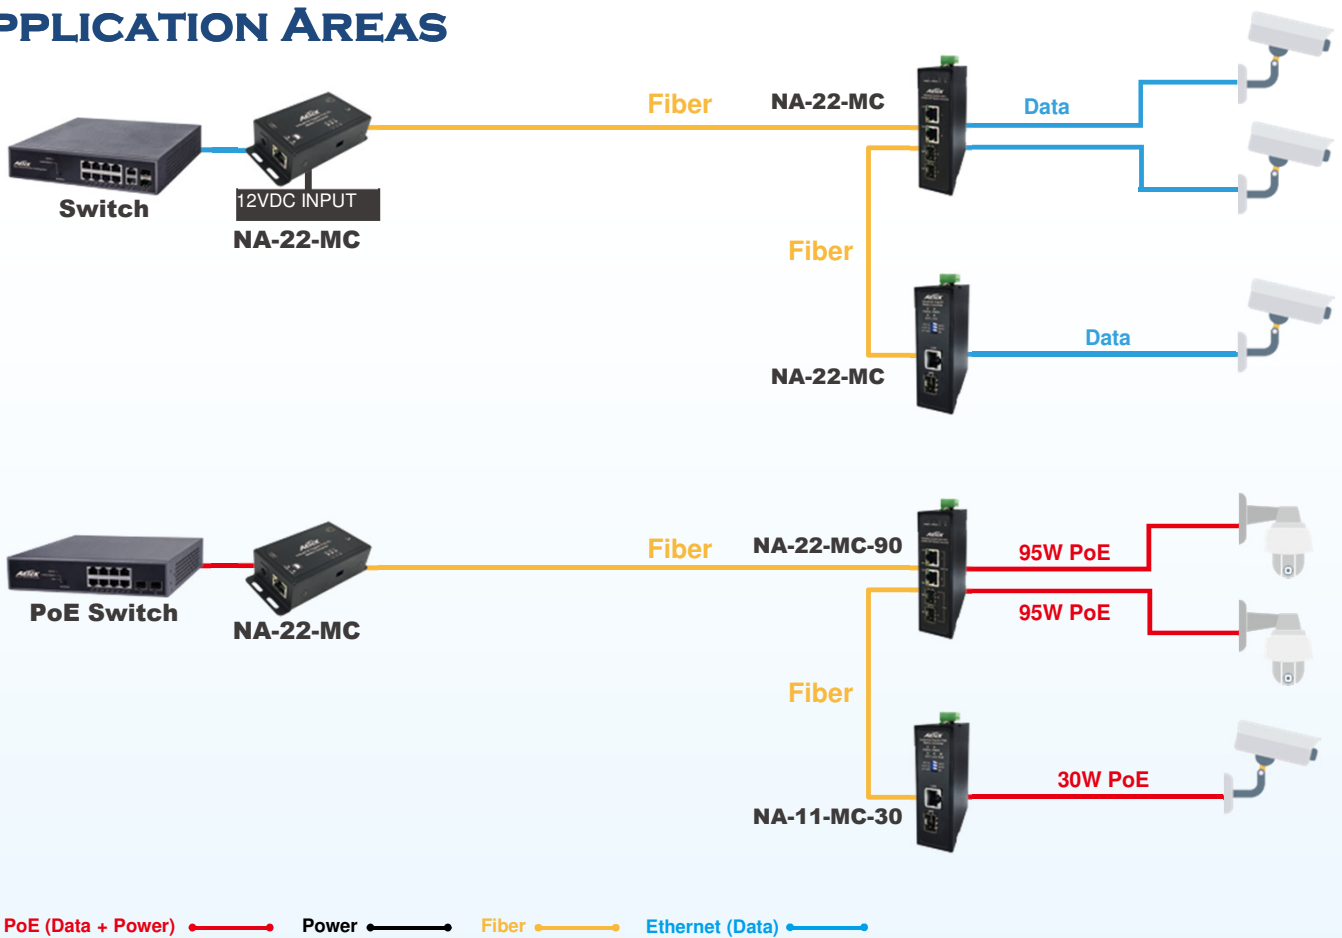 PPLICATION AREAS
Fiber
NA-22-MC
Data
AETEK
Switch
12VDC INPUT
NA-22-MC
Fiber
Data
NA-22-MC
Fiber
NA-22-MC-90
95W PoE
95W PoE
AETEK
PoE Switch
NA-22-MC
Fiber
30W PoE
NA-11-MC-30
PoE (Data + Power)
Power
Fiber
Ethernet (Data)